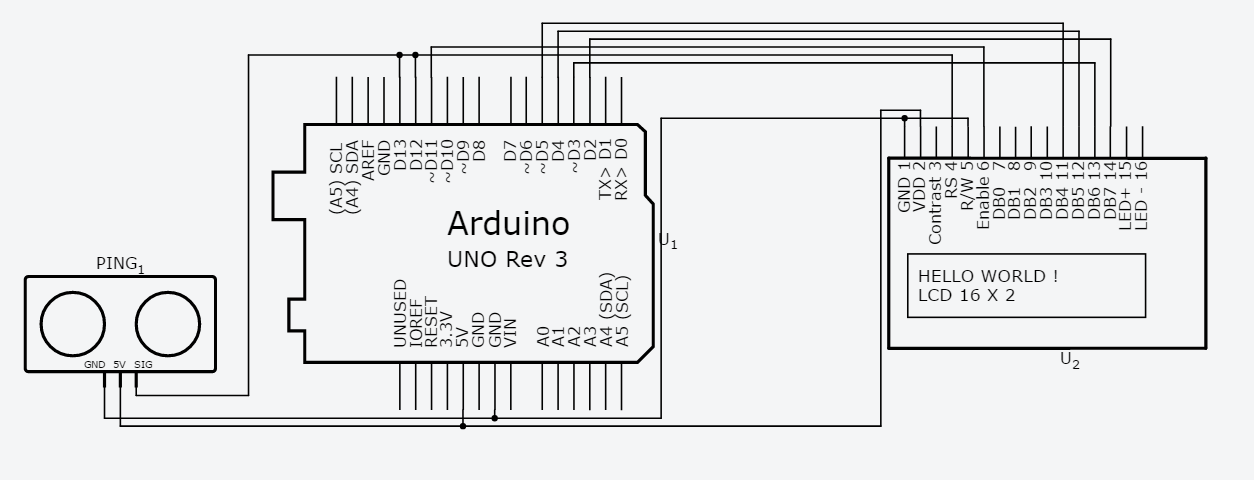 PING1
GND 5V SIG
(A5) SCL
(A4) SDA
AREF
GND
D13
D12
~D11
~D10
~D9
D8
D7
~D6
~D5
D4
~D3
D2
TX> D1
RX> D0
Arduino
UNO Rev 3
U1
UNUSED
IOREF
RESET
3.3V
5V
GND
GND
VIN
A0
A1
A2
A3
A4 (SDA)
A5 (SCL)
GND 1
VDD 2
Contrast 3
RS 4
R/W 5
Enable 6
DB0 7
DB1 8
DB2 9
DB3 10
DB4 11
DB5 12
DB6 13
DB7 14
LED+ 15
LED - 16
HELLO WORLD !
LCD 16 X 2
U2